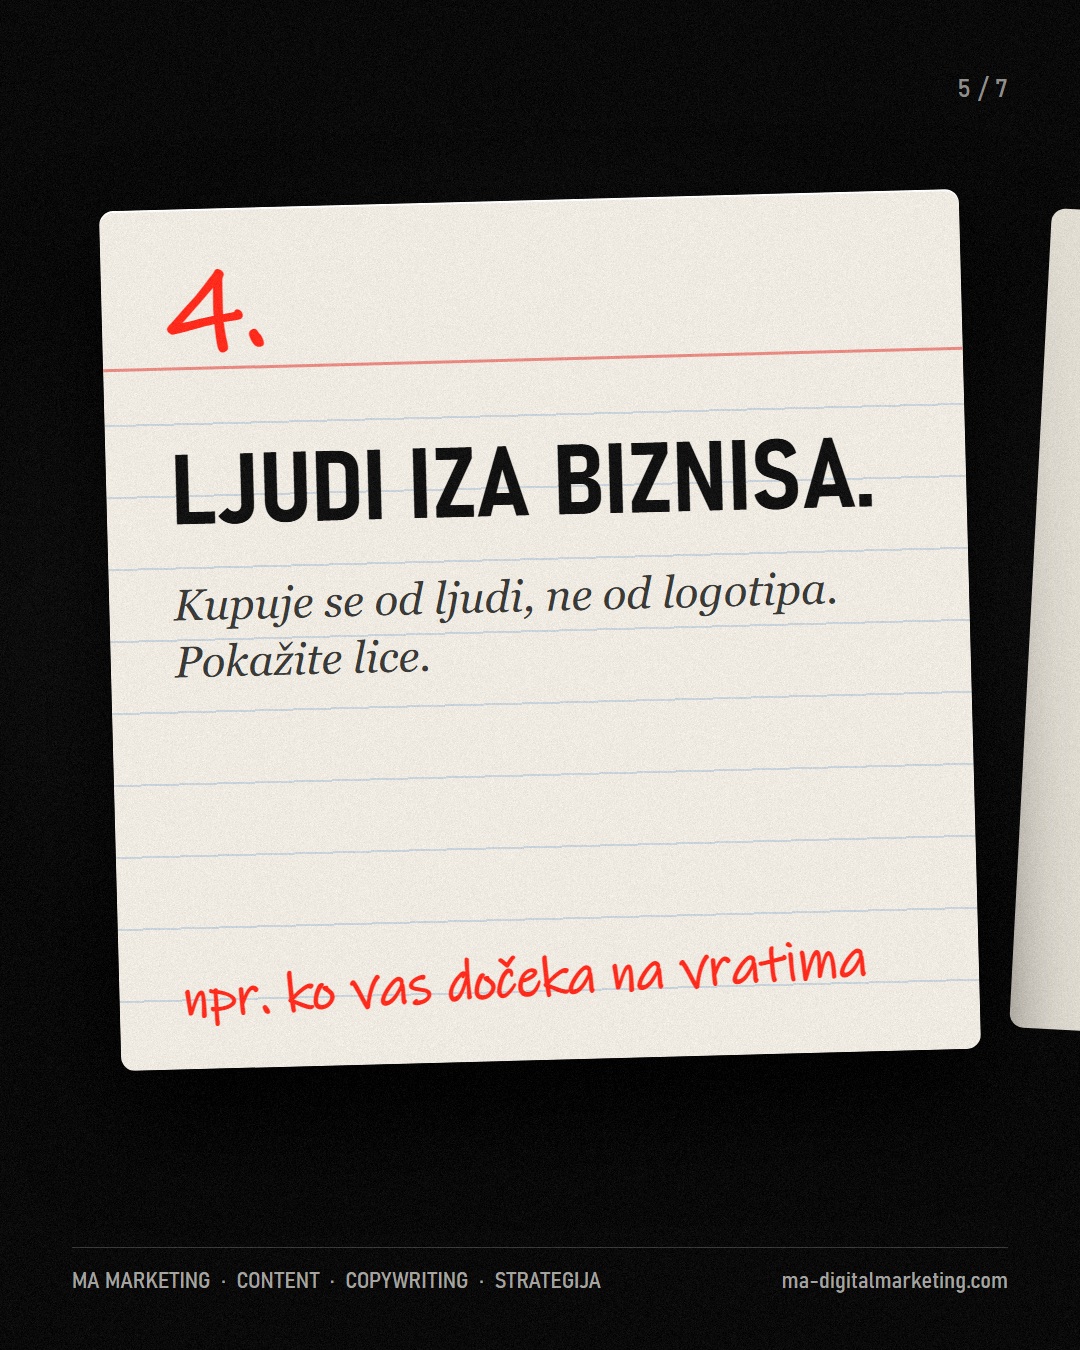 5 / 7
4.
LJUDI IZA BIZNISA.
Kupuje se od ljudi, ne od logotipa.
Pokažite lice.
npr. ko vas dočeka na vratima
MA MARKETING · CONTENT · COPYWRITING · STRATEGIJA
ma-digitalmarketing.com